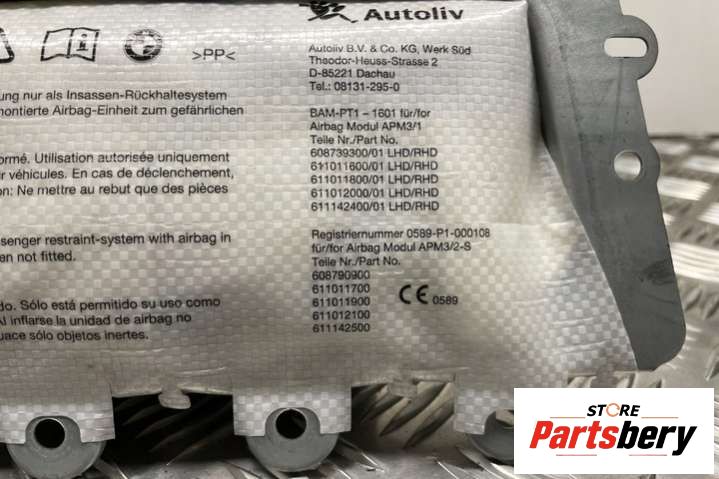 Autoliv
>PP<
Autoliv B.V. & Co. KG, Werk Süd
Theodor-Heuss-Strasse 2
D-85221 Dachau
Tel.: 08131-295-0
ung nur als Insassen-Rückhaltesystem
montierte Airbag-Einheit zum gefährlichen
BAM-PT1 – 1601 für/for
Airbag Modul APM3/1
Teile Nr./Part No.
608739300/01 LHD/RHD
611011600/01 LHD/RHD
611011800/01 LHD/RHD
611012000/01 LHD/RHD
611142400/01 LHD/RHD
ormé. Utilisation autorisée uniquement
r véhicules. En cas de déclenchement,
on: Ne mettre au rebut que des pièces
Registriernummer 0589-P1-000108
für/for Airbag Modul APM3/2-S
Teile Nr./Part No.
608790900
611011700
611011900
611012100
611142500
CE 0589
senger restraint-system with airbag in
en not fitted.
do. Sólo está permitido su uso como
Al inflarse la unidad de airbag no
uace sólo objetos inertes.
STORE
Partsbery